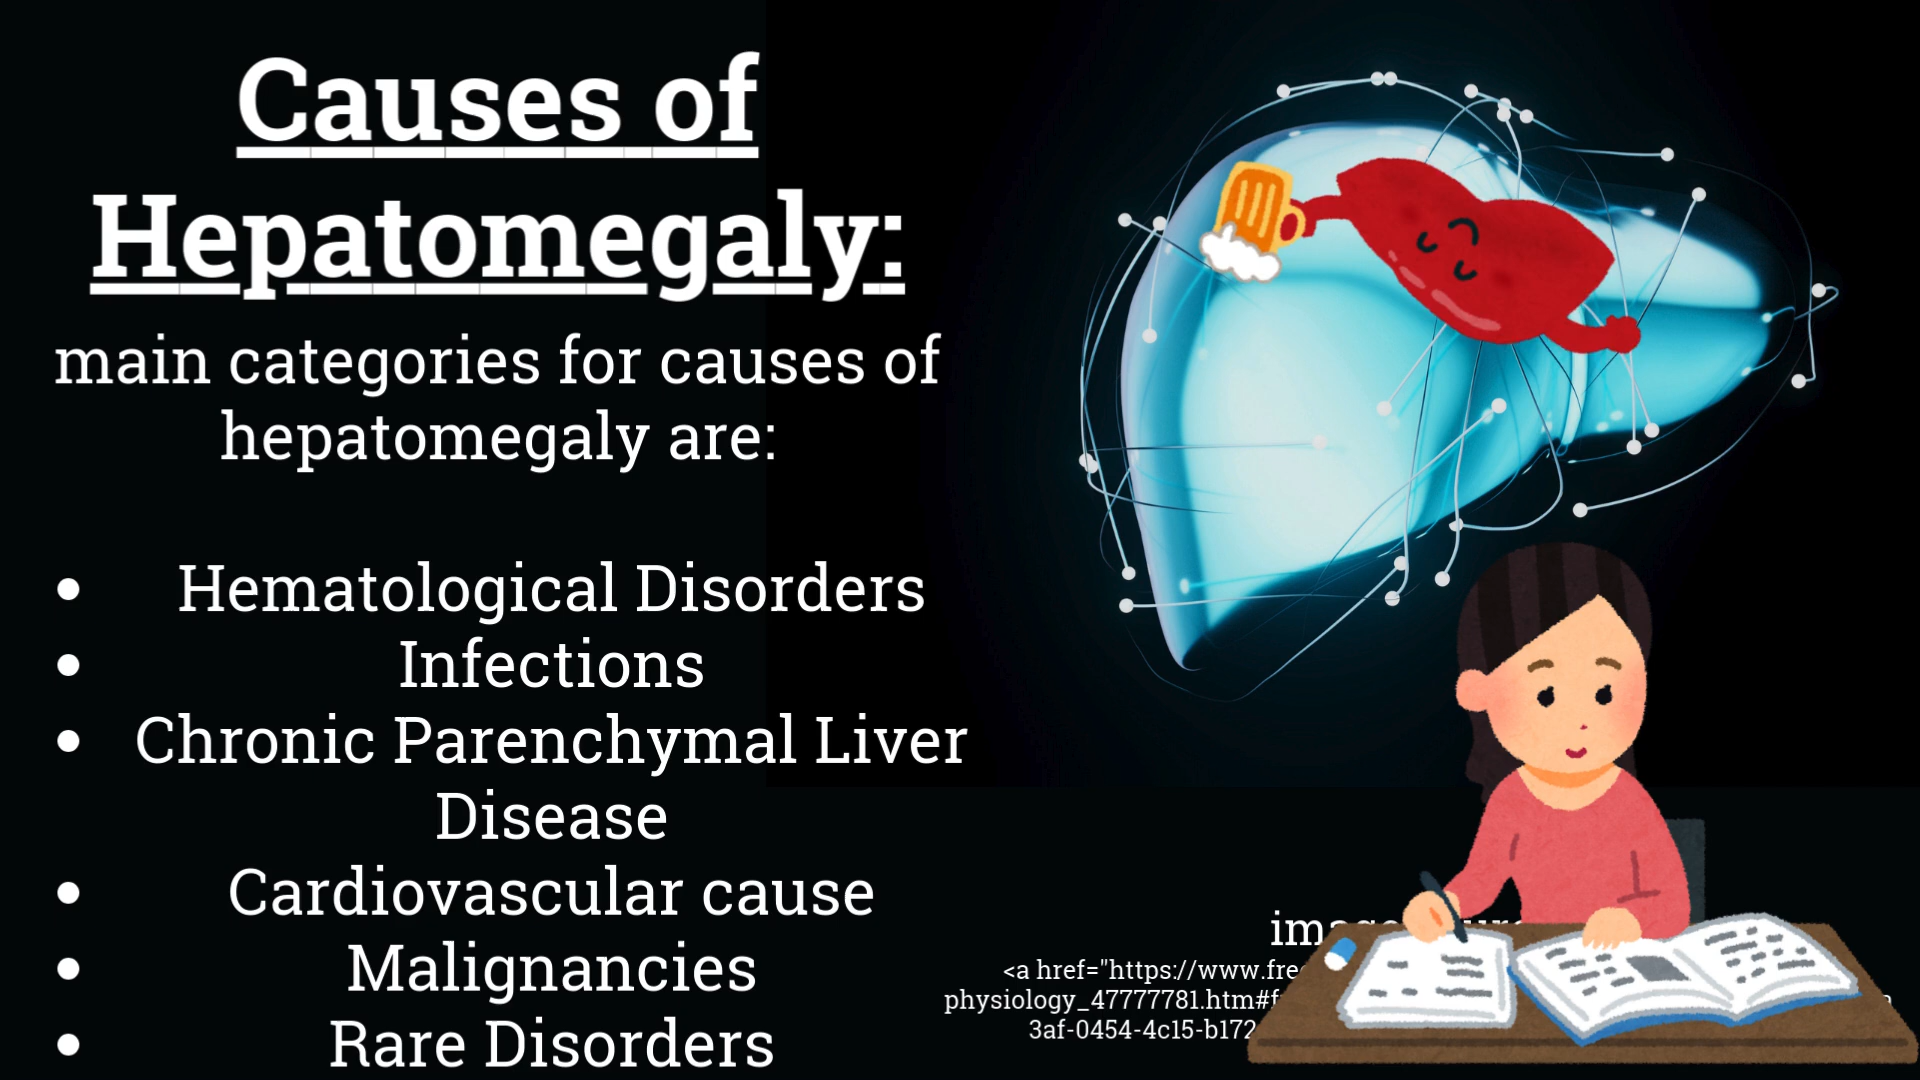 Causes of
Hepatomegaly:
main categories for causes of
hepatomegaly are:
• Hematological Disorders
• Infections
• Chronic Parenchymal Liver
Disease
• Cardiovascular cause
• Malignancies
• Rare Disorders
<a href="https://www.
physiology_47777781.htm
3af-0454-4c15-b172